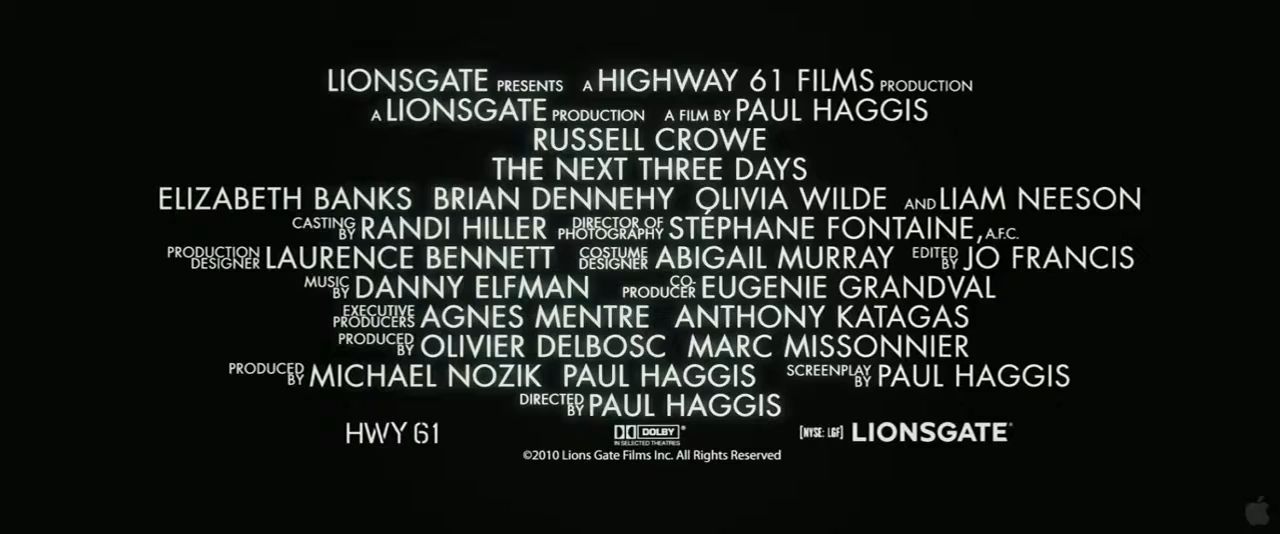 LIONSGATE PRESENTS A HIGHWAY 61 FILMS PRODUCTION
A LIONSGATE PRODUCTION A FILM BY PAUL HAGGIS
RUSSELL CROWE
THE NEXT THREE DAYS
ELIZABETH BANKS BRIAN DENNEHY OLIVIA WILDE AND LIAM NEESON
CASTING BY RANDI HILLER DIRECTOR OF PHOTOGRAPHY STÉPHANE FONTAINE, A.F.C.
PRODUCTION DESIGNER LAURENCE BENNETT COSTUME DESIGNER ABIGAIL MURRAY EDITED BY JO FRANCIS
MUSIC BY DANNY ELFMAN CO-PRODUCER EUGENIE GRANDVAL
EXECUTIVE PRODUCERS AGNES MENTRE ANTHONY KATAGAS
PRODUCED BY OLIVIER DELBOSC MARC MISSONNIER
PRODUCED BY MICHAEL NOZIK PAUL HAGGIS SCREENPLAY BY PAUL HAGGIS
DIRECTED BY PAUL HAGGIS
HWY 61 DOLBY® IN SELECTED THEATRES [NYSE: LGF] LIONSGATE®
©2010 Lions Gate Films Inc. All Rights Reserved